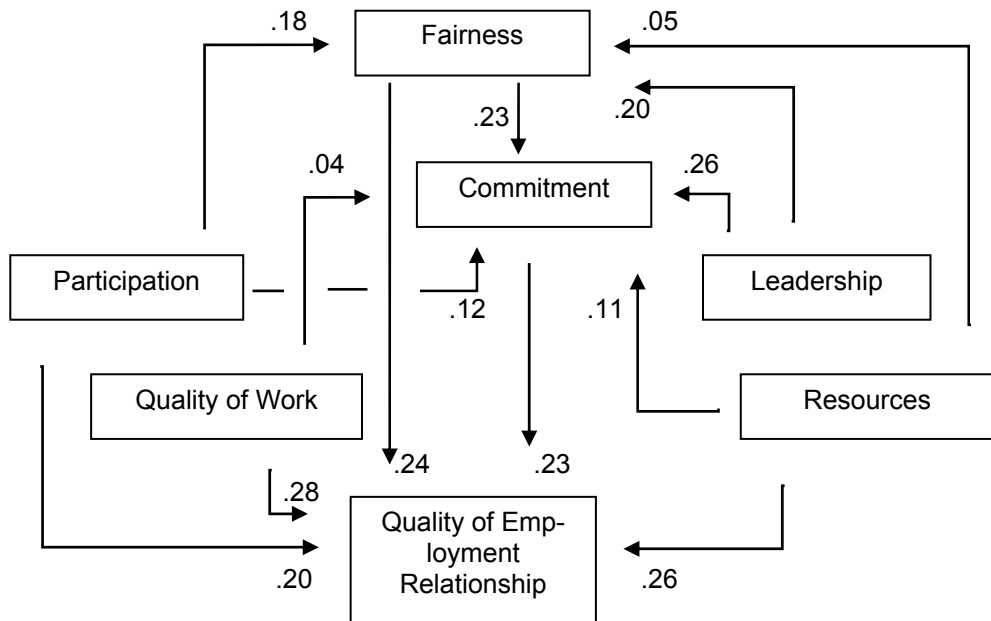 .18
Fairness
.05
.23
.20
.04
Commitment
.26
Participation
.12
.11
Leadership
Quality of Work
Resources
.24
.23
.28
Quality of Emp-
loyment
Relationship
.20
.26